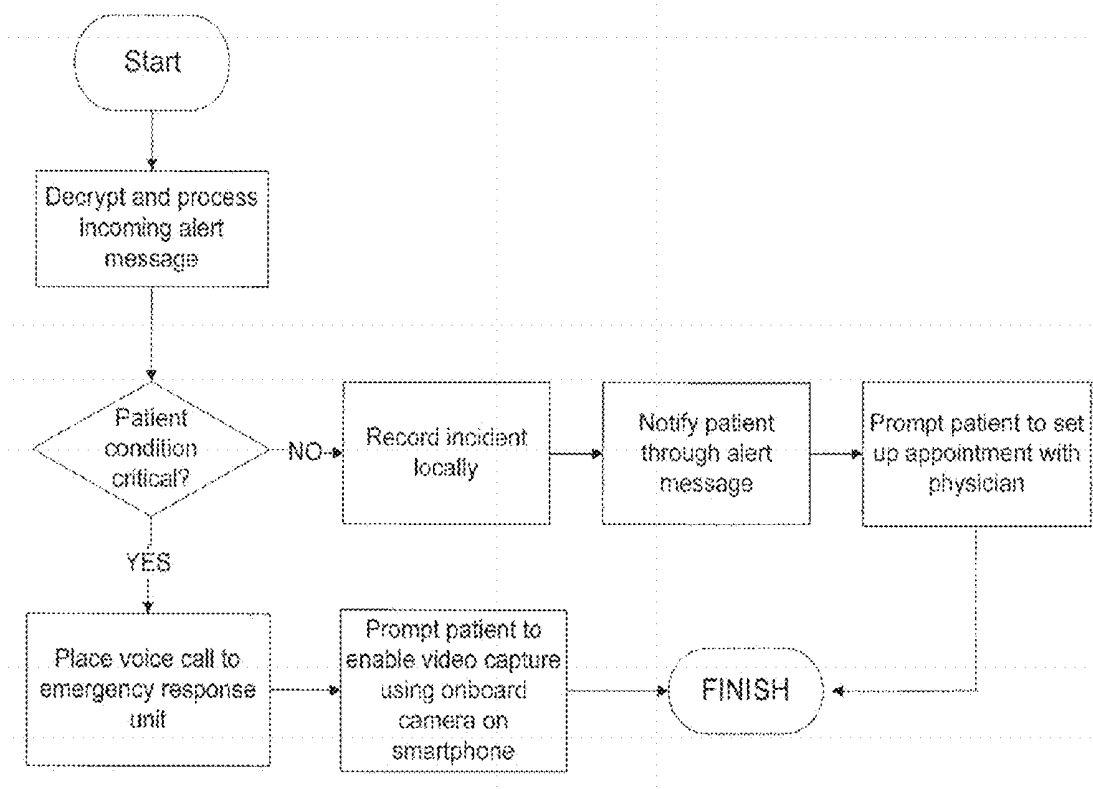 Start
Decrypt and process
incoming alert
message
Patient
condition
critical?
NO
Record incident
locally
Notify patient
through alert
message
Prompt patient to set
up appointment with
physician
YES
Place voice call to
emergency response
unit
Prompt patient to
enable video capture
using onboard
camera on
smartphone
FINISH